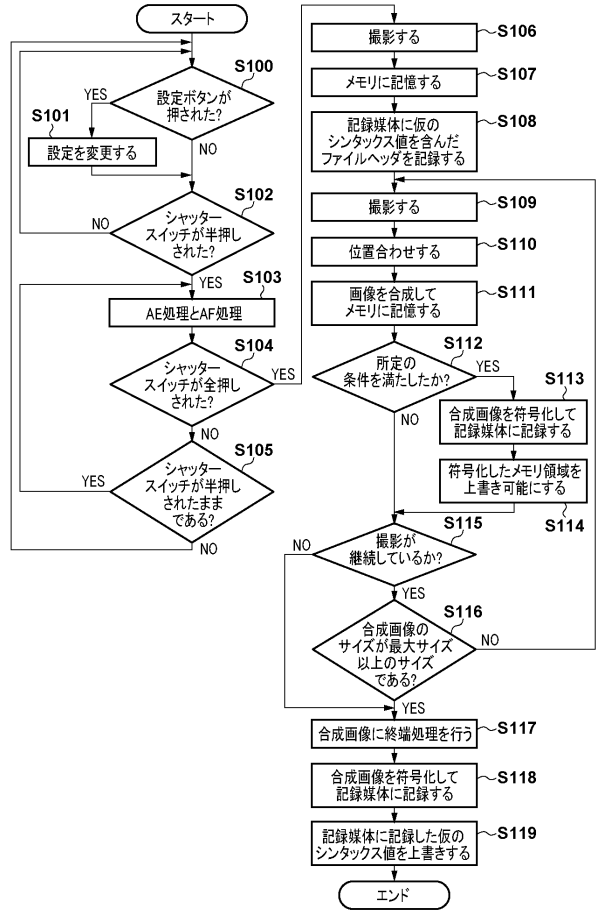 スタート
S100
設定ボタンが
押された?
YES
NO
S101
設定を変更する
S102
シャッター
スイッチが半押し
された?
NO
YES
S103
AE処理とAF処理
S104
シャッター
スイッチが全押し
された?
YES
NO
S105
シャッター
スイッチが半押し
されたまま
である?
YES
NO
S106
撮影する
S107
メモリに記憶する
S108
記録媒体に仮の
シンタックス値を含んだ
ファイルヘッダを記録する
S109
撮影する
S110
位置合わせする
S111
画像を合成して
メモリに記憶する
S112
所定の
条件を満たしたか?
YES
NO
S113
合成画像を符号化して
記録媒体に記録する
符号化したメモリ領域を
上書き可能にする
S114
S115
撮影が
継続しているか?
NO
YES
S116
合成画像の
サイズが最大サイズ
以上のサイズ
である?
NO
YES
S117
合成画像に終端処理を行う
S118
合成画像を符号化して
記録媒体に記録する
S119
記録媒体に記録した仮の
シンタックス値を上書きする
エンド